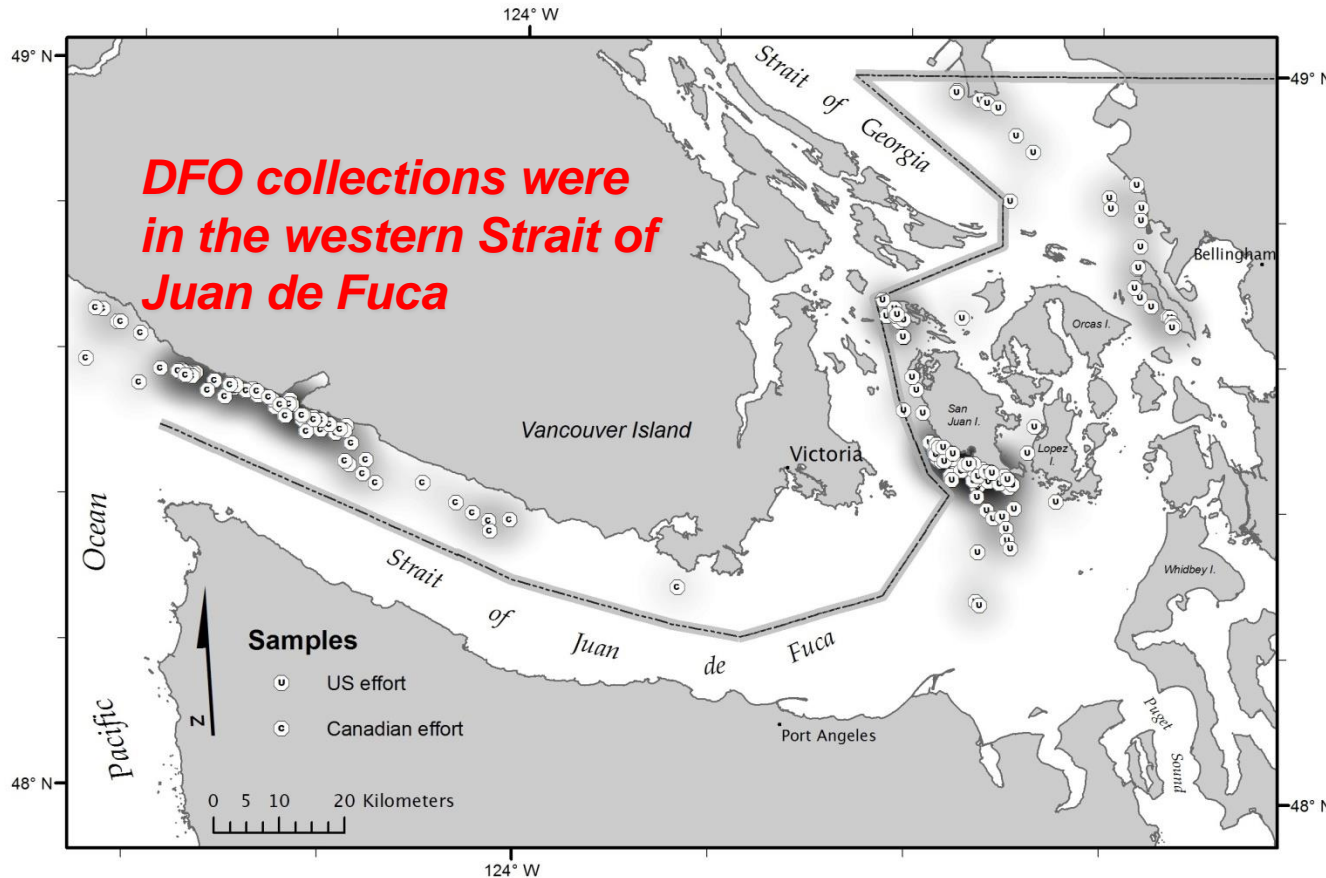 124° W
49° N
49° N
Strait of Georgia
DFO collections were
in the western Strait of
Juan de Fuca
Bellingham
Orcas I.
San
Juan I.
Lopez
I.
Vancouver Island
Victoria
Whidbey I.
Pacific Ocean
Strait of Juan de Fuca
Samples
U US effort
C Canadian effort
N
Port Angeles
Puget Sound
48° N
48° N
0 5 10 20 Kilometers
124° W